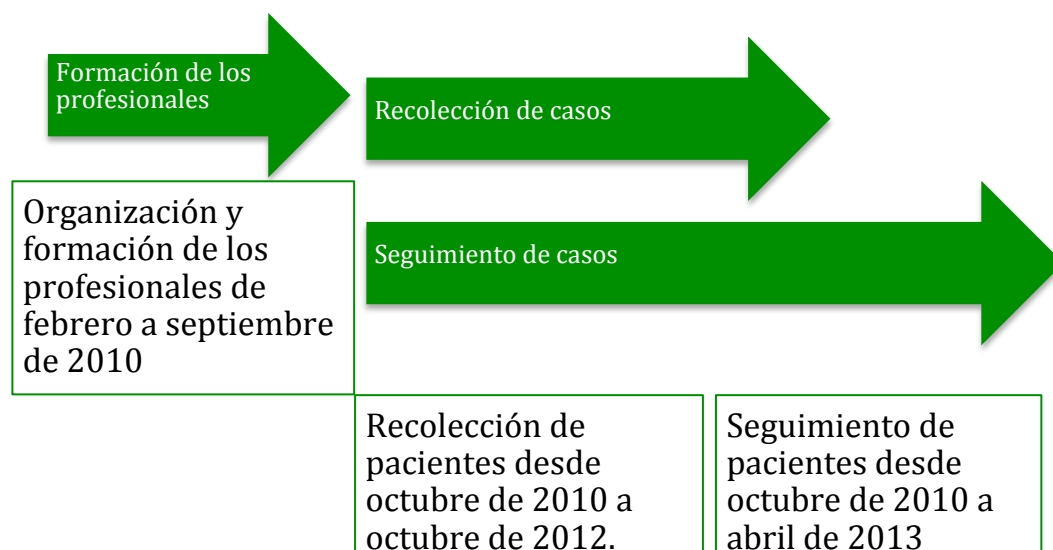 Formación de los
profesionales
Recolección de casos
Organización y
formación de los
profesionales de
febrero a septiembre
de 2010
Seguimiento de casos
Recolección de
pacientes desde
octubre de 2010 a
octubre de 2012.
Seguimiento de
pacientes desde
octubre de 2010 a
abril de 2013